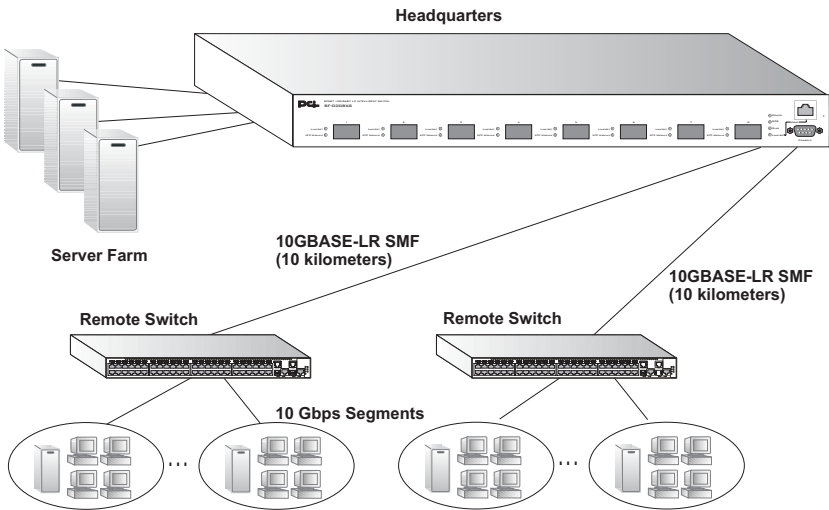 Headquarters
Server Farm
10GBASE-LR SMF
(10 kilometers)
10GBASE-LR SMF
(10 kilometers)
Remote Switch
Remote Switch
10 Gbps Segments
...
...